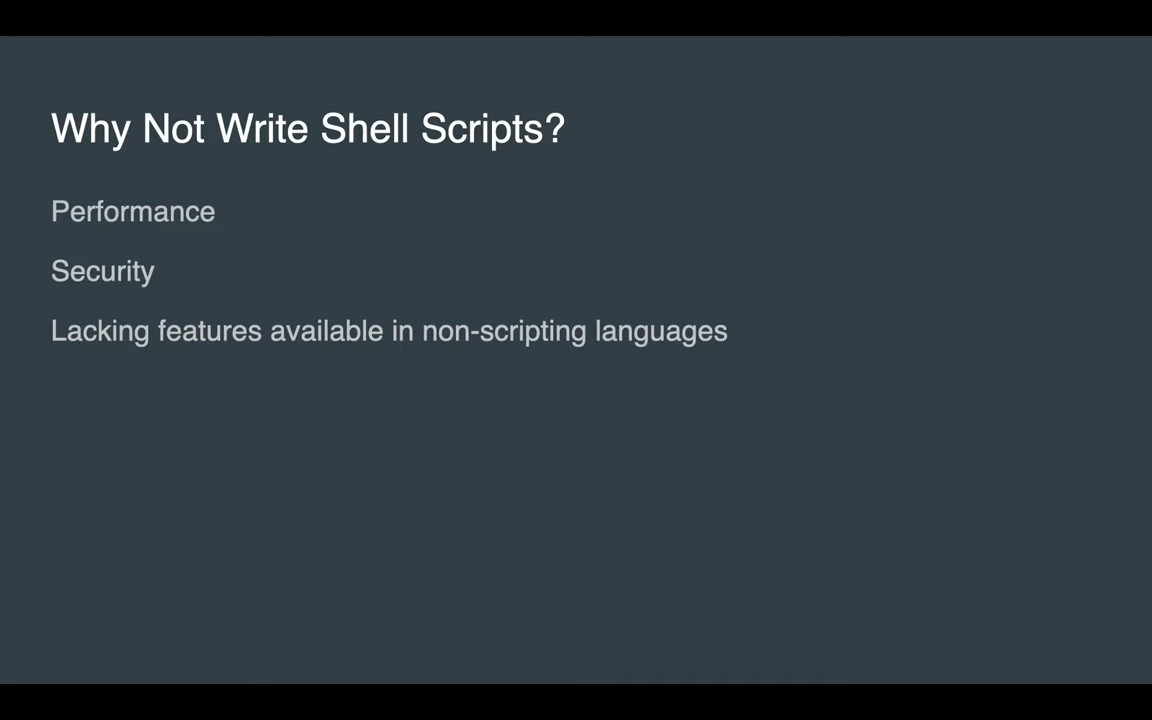 Why Not Write Shell Scripts?
Performance
Security
Lacking features available in non-scripting languages